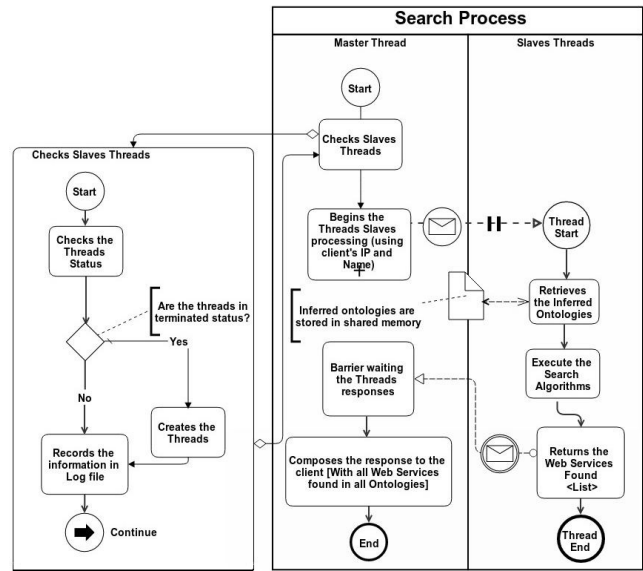 Search Process
Master Thread
Slaves Threads
Start
Checks Slaves
Threads
Begins the
Threads Slaves
processing (using
client's IP and
Name)
Thread
Start
Inferred ontologies are
stored in shared memory
Retrieves
the Inferred
Ontologies
Barrier waiting
the Threads
responses
Execute the
Search
Algorithms
Composes the response to the
client [With all Web Services
found in all Ontologies]
Returns the
Web Services
Found
<List>
End
Thread
End
Checks Slaves Threads
Start
Checks the
Threads
Status
Are the threads in
terminated status?
Yes
No
Creates the
Threads
Records the
information in
Log file
Continue